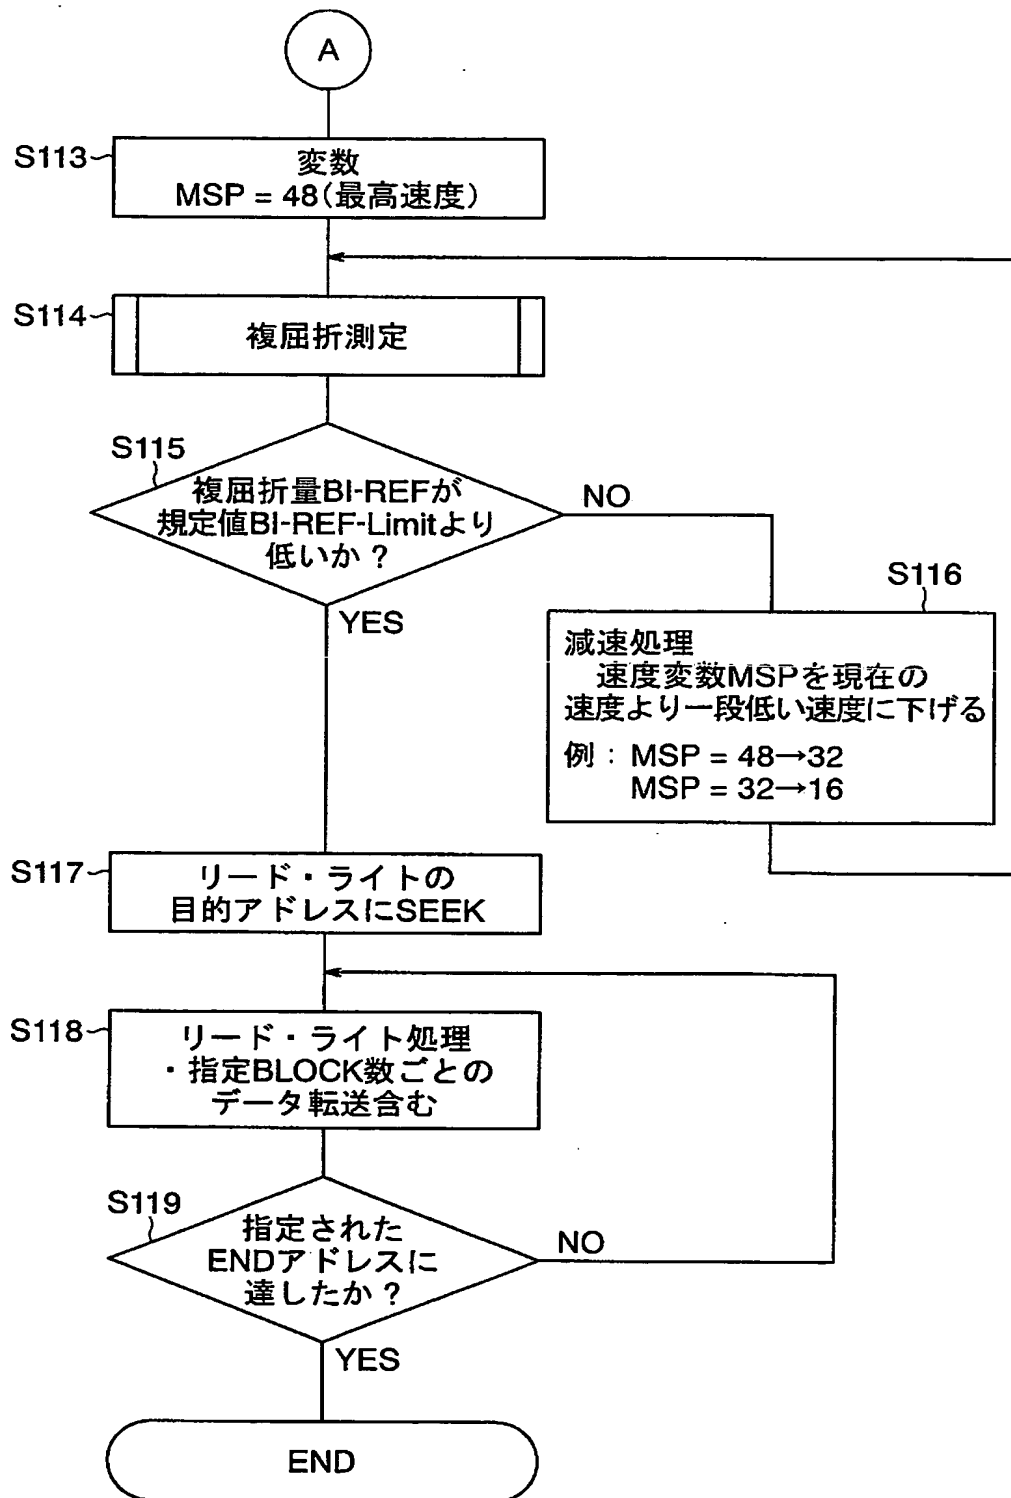 A
S113
変数
MSP = 48(最高速度)
S114
複屈折測定
S115
複屈折量BI-REFが
規定値BI-REF-Limitより
低いか?
NO
YES
S116
減速処理
速度変数MSPを現在の
速度より一段低い速度に下げる
例: MSP = 48→32
MSP = 32→16
S117
リード・ライトの
目的アドレスにSEEK
S118
リード・ライト処理
・指定BLOCK数ごとの
データ転送含む
S119
指定された
ENDアドレスに
達したか?
NO
YES
END